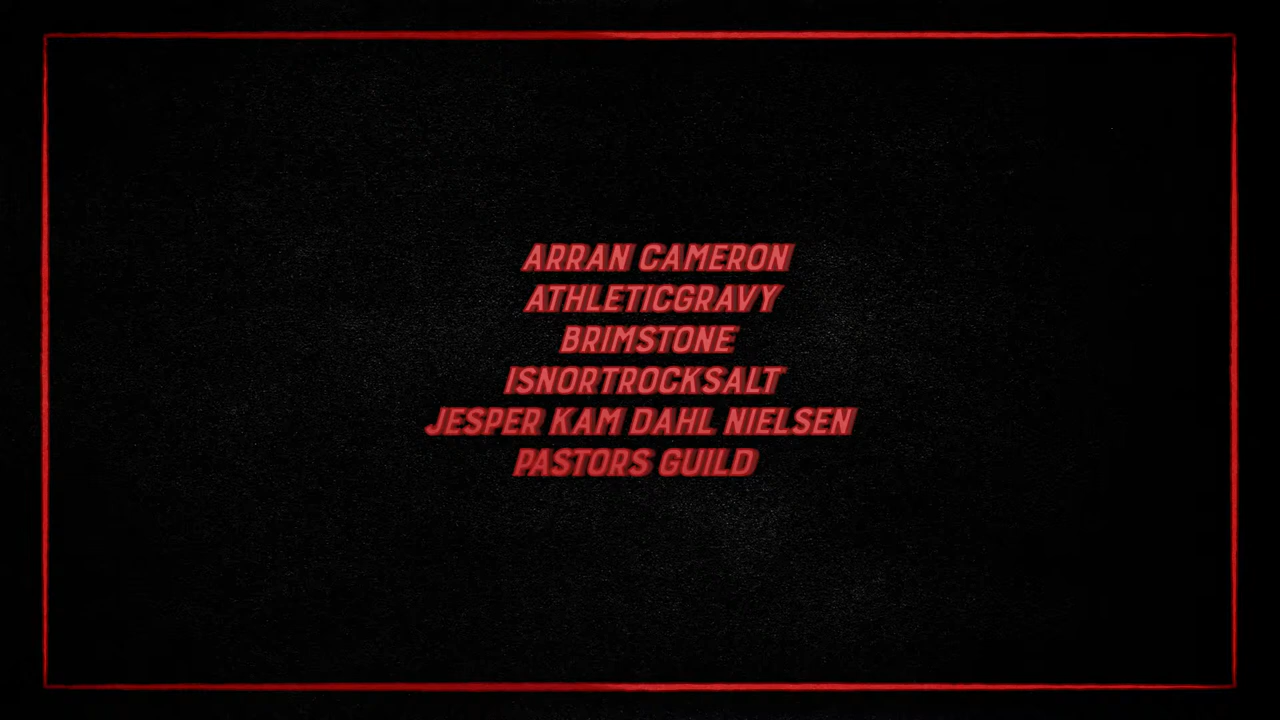 ARRAN CAMERON
ATHLETICGRAVY
BRIMSTONE
ISNORTROCKSALT
JESPER KAM DAHL NIELSEN
PASTORS GUILD